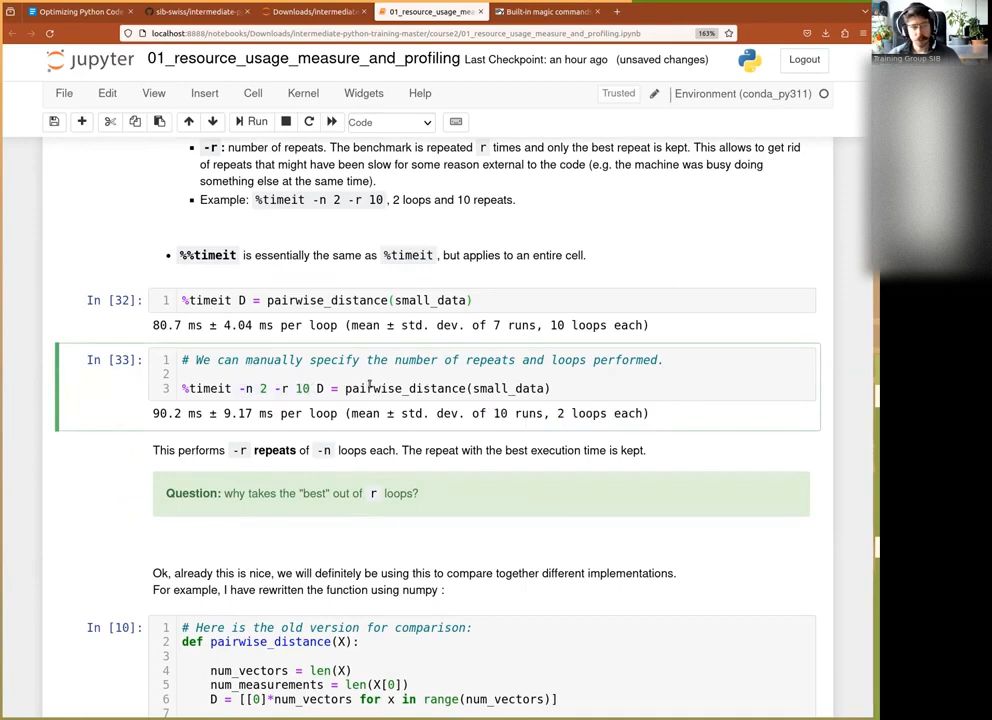 Optimizing Python Code
sib-swiss/intermediate-p
Downloads/intermediate
01_resource_usage_mea
Built-in magic command
localhost:8888/notebooks/Downloads/intermediate-python-training-master/course2/01_resource_usage_measure_and_profiling.ipynb
163%
Training Group SIB
jupyter 01_resource_usage_measure_and_profiling Last Checkpoint: an hour ago (unsaved changes)
Logout
File Edit View Insert Cell Kernel Widgets Help
Trusted
Environment (conda_py311)
Run
Code
-r : number of repeats. The benchmark is repeated r times and only the best repeat is kept. This allows to get rid
of repeats that might have been slow for some reason external to the code (e.g. the machine was busy doing
something else at the same time).
Example: %timeit -n 2 -r 10 , 2 loops and 10 repeats.
%%timeit is essentially the same as %timeit , but applies to an entire cell.
In [32]: 1 %timeit D = pairwise_distance(small_data)
80.7 ms ± 4.04 ms per loop (mean ± std. dev. of 7 runs, 10 loops each)
In [33]: 1 # We can manually specify the number of repeats and loops performed.
2
3 %timeit -n 2 -r 10 D = pairwise_distance(small_data)
90.2 ms ± 9.17 ms per loop (mean ± std. dev. of 10 runs, 2 loops each)
This performs -r repeats of -n loops each. The repeat with the best execution time is kept.
Question: why takes the "best" out of r loops?
Ok, already this is nice, we will definitely be using this to compare together different implementations.
For example, I have rewritten the function using numpy :
In [10]: 1 # Here is the old version for comparison:
2 def pairwise_distance(X):
3
4 num_vectors = len(X)
5 num_measurements = len(X[0])
6 D = [[0]*num_vectors for x in range(num_vectors)]
7